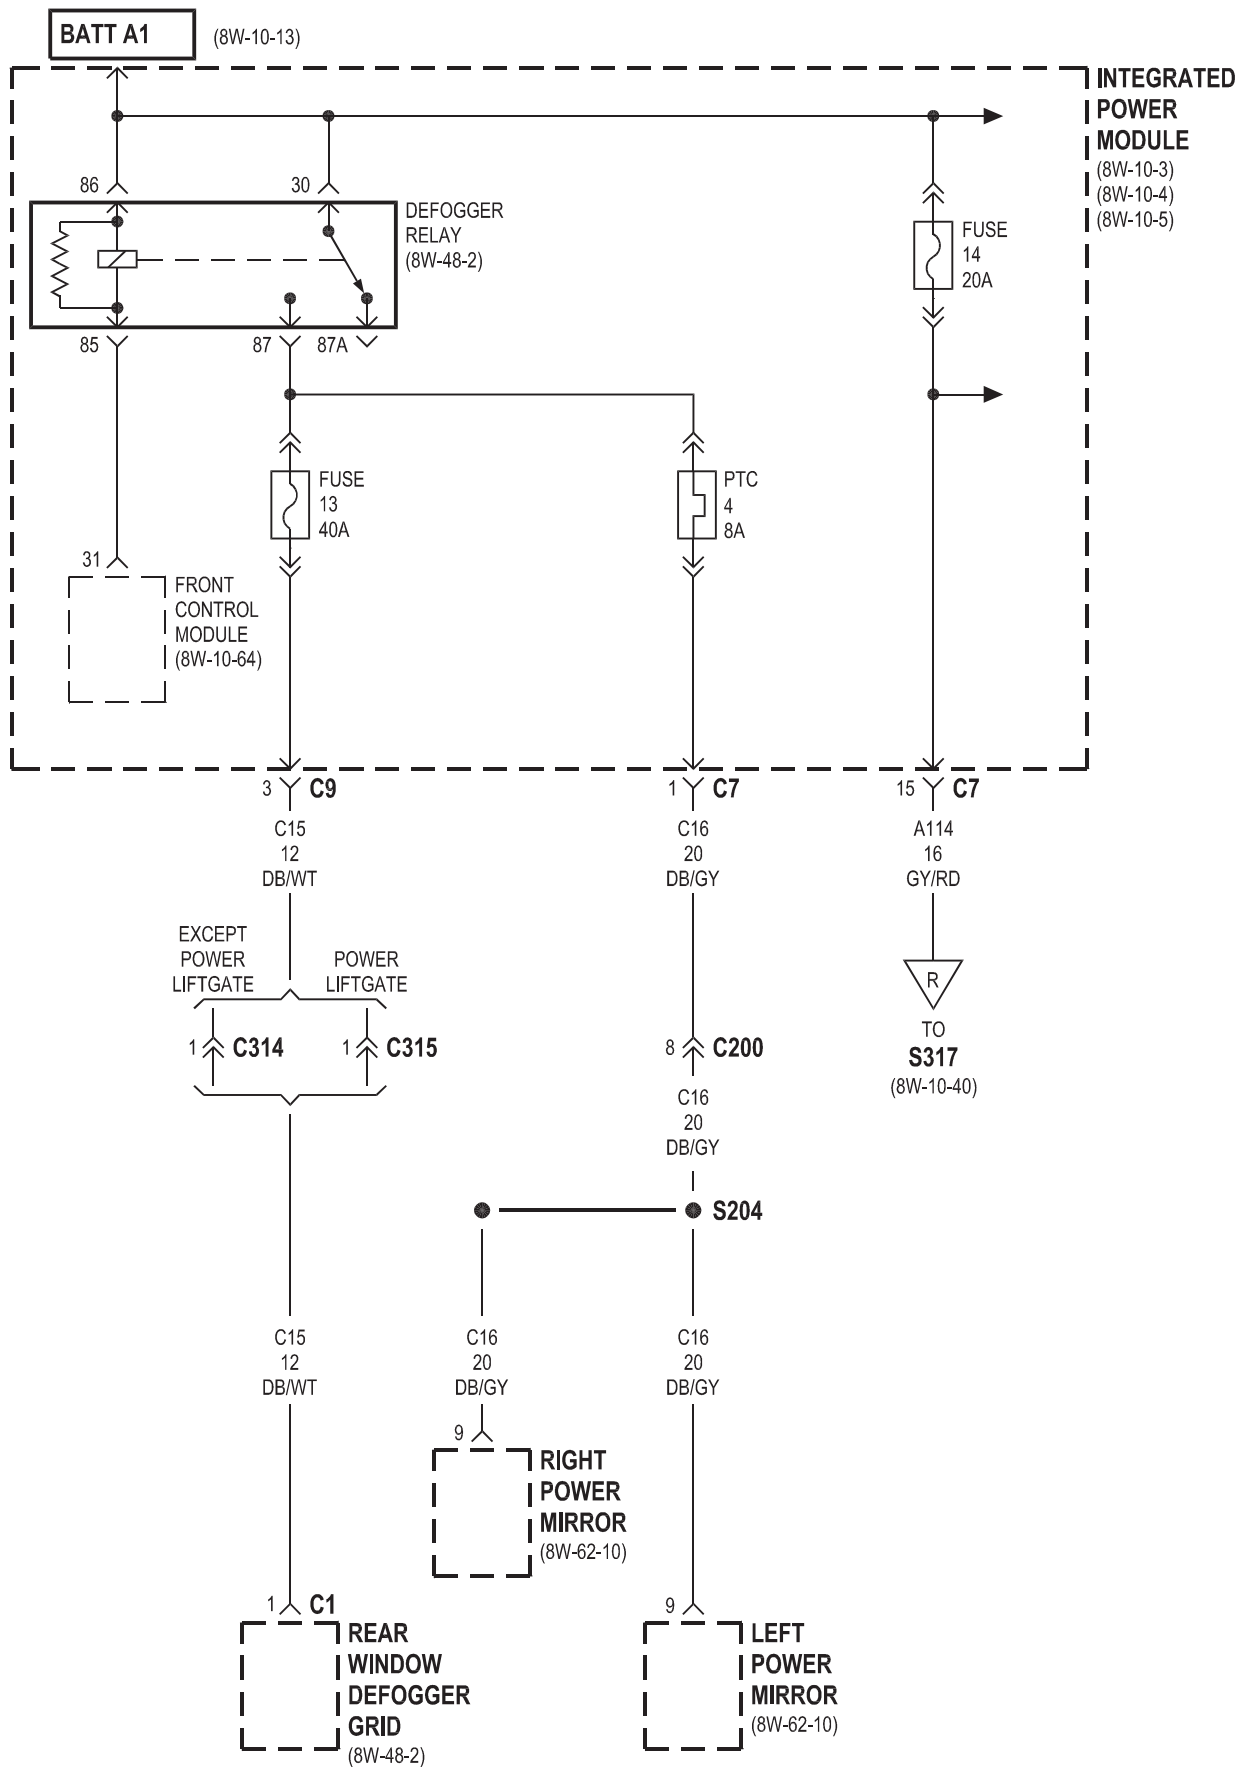 BATT A1
(8W-10-13)
INTEGRATED
POWER
MODULE
(8W-10-3)
(8W-10-4)
(8W-10-5)
86
30
DEFOGGER
RELAY
(8W-48-2)
FUSE
14
20A
85
87
87A
FUSE
13
40A
PTC
4
8A
31
FRONT
CONTROL
MODULE
(8W-10-64)
3
C9
1
C7
15
C7
C15
12
DB/WT
C16
20
DB/GY
A114
16
GY/RD
EXCEPT
POWER
LIFTGATE
POWER
LIFTGATE
R
TO
S317
(8W-10-40)
1
C314
1
C315
8
C200
C16
20
DB/GY
S204
C15
12
DB/WT
C16
20
DB/GY
C16
20
DB/GY
9
RIGHT
POWER
MIRROR
(8W-62-10)
1
C1
REAR
WINDOW
DEFOGGER
GRID
(8W-48-2)
9
LEFT
POWER
MIRROR
(8W-62-10)